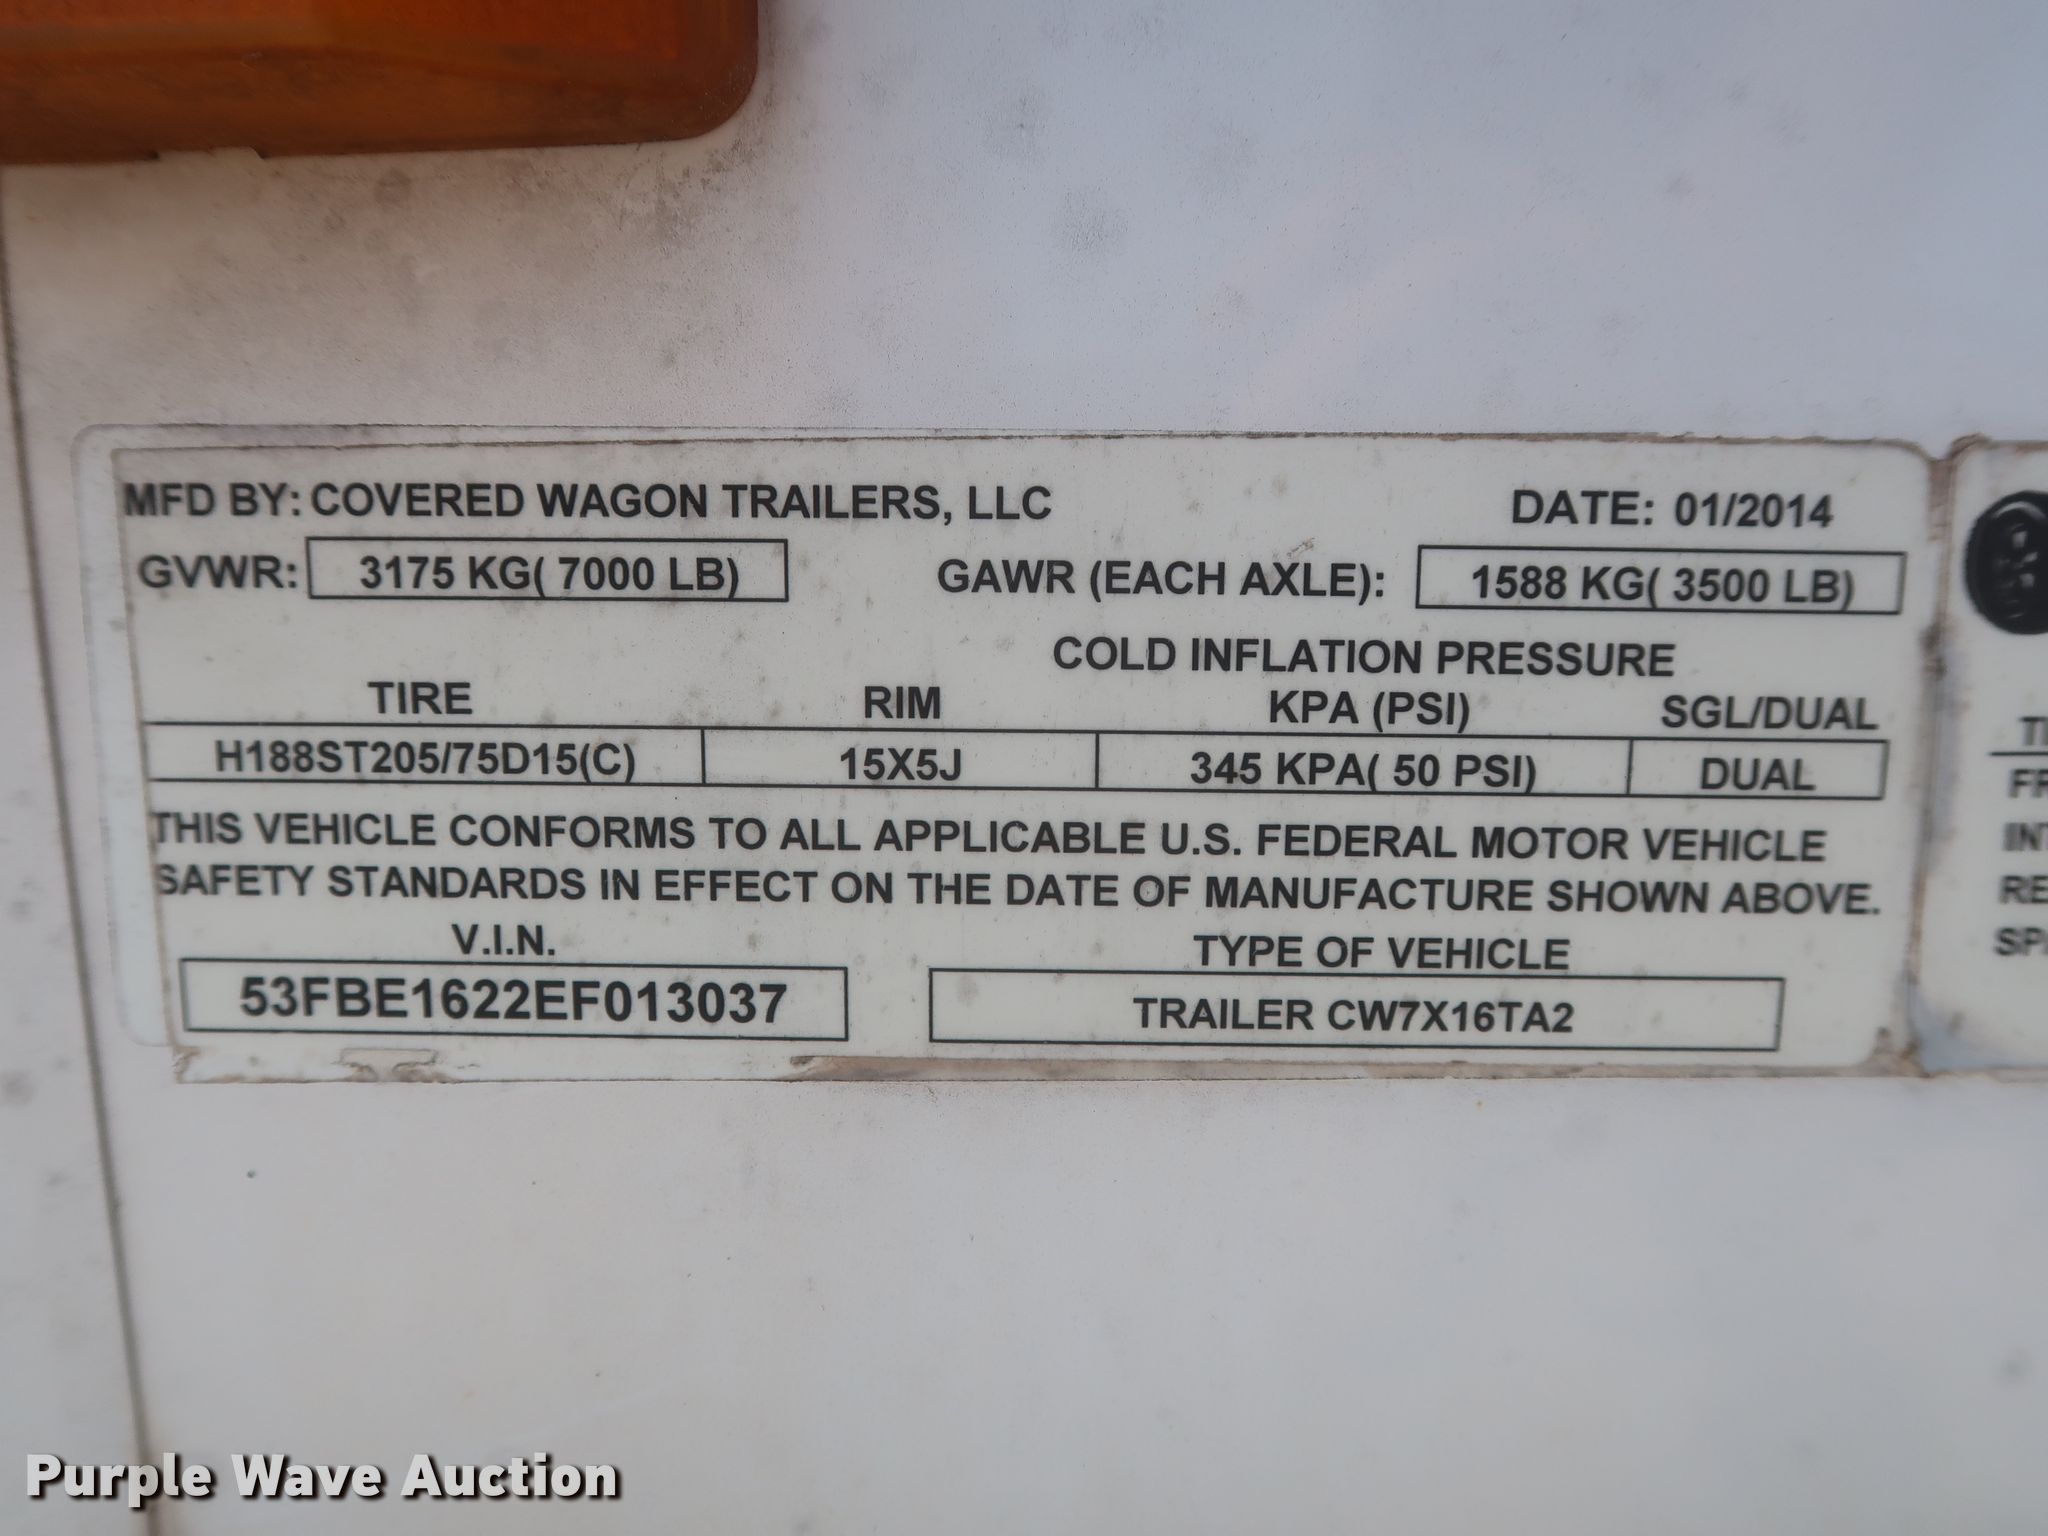 MFD BY: COVERED WAGON TRAILERS, LLC DATE: 01/2014
GVWR: 3175 KG( 7000 LB) GAWR (EACH AXLE): 1588 KG( 3500 LB)
COLD INFLATION PRESSURE
TIRE RIM KPA (PSI) SGL/DUAL
H188ST205/75D15(C) 15X5J 345 KPA( 50 PSI) DUAL
THIS VEHICLE CONFORMS TO ALL APPLICABLE U.S. FEDERAL MOTOR VEHICLE
SAFETY STANDARDS IN EFFECT ON THE DATE OF MANUFACTURE SHOWN ABOVE.
V.I.N. TYPE OF VEHICLE
53FBE1622EF013037 TRAILER CW7X16TA2
Purple Wave Auction